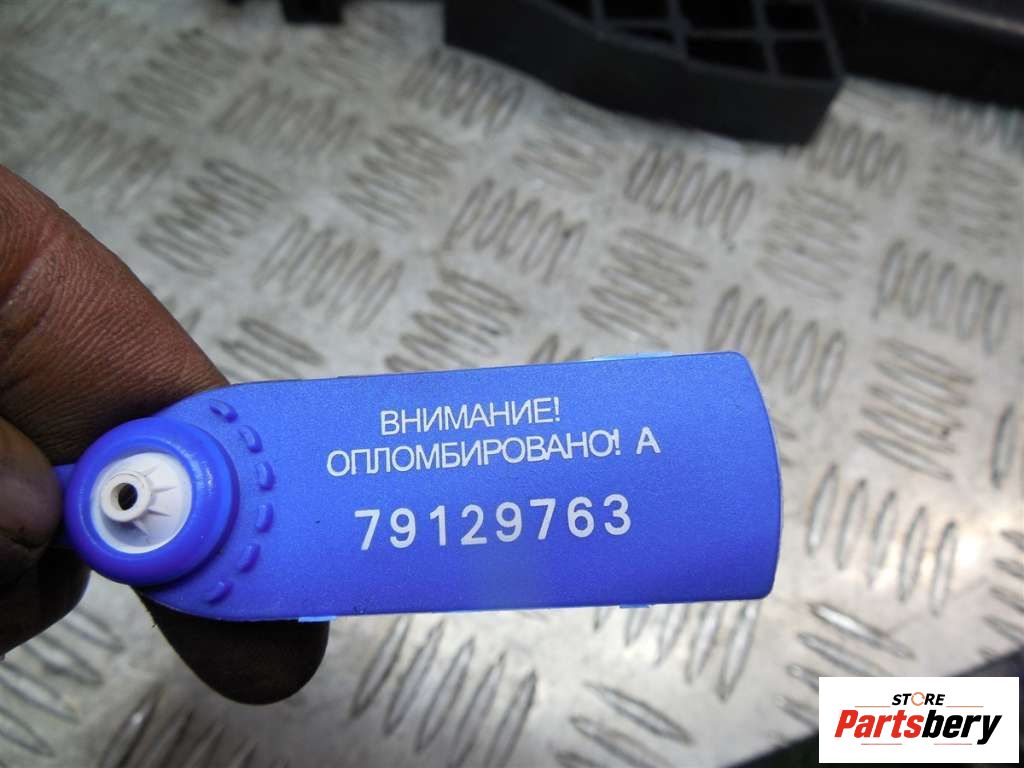 ВНИМАНИЕ!
ОПЛОМБИРОВАНО! А
79129763
STORE
Partsbery